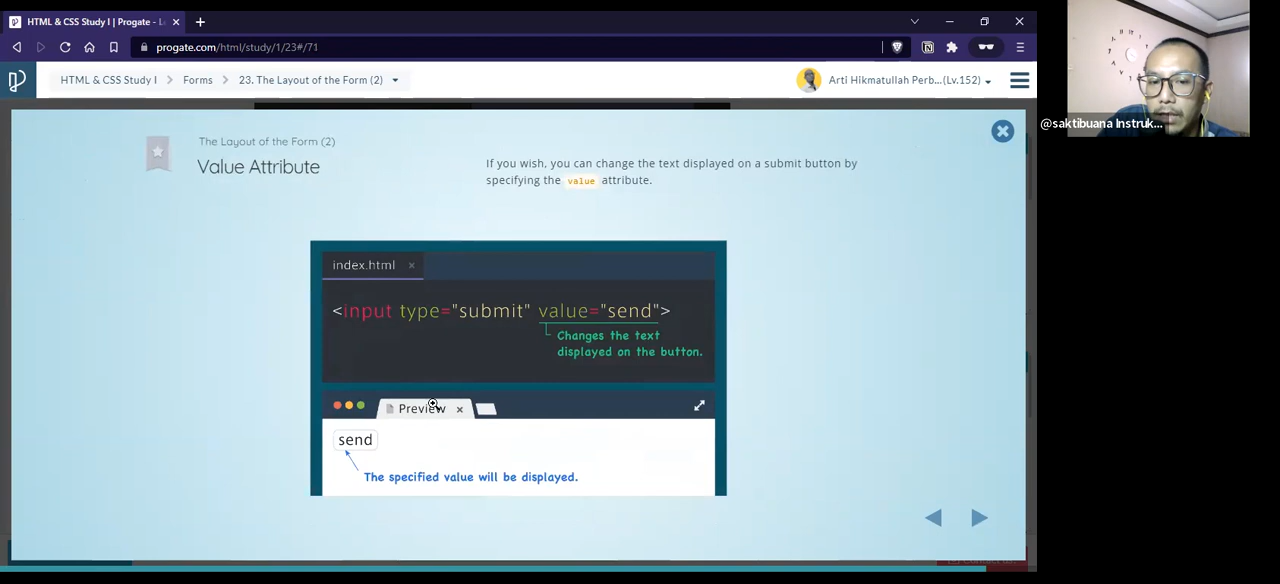 HTML & CSS Study I | Progate - L
progate.com/html/study/1/23#/71
HTML & CSS Study I
Forms
23. The Layout of the Form (2)
Arti Hikmatullah Perb...(Lv.152)
@saktibuana Instruk...
The Layout of the Form (2)
Value Attribute
If you wish, you can change the text displayed on a submit button by
specifying the value attribute.
index.html
<input type="submit" value="send">
Changes the text
displayed on the button.
Preview
send
The specified value will be displayed.